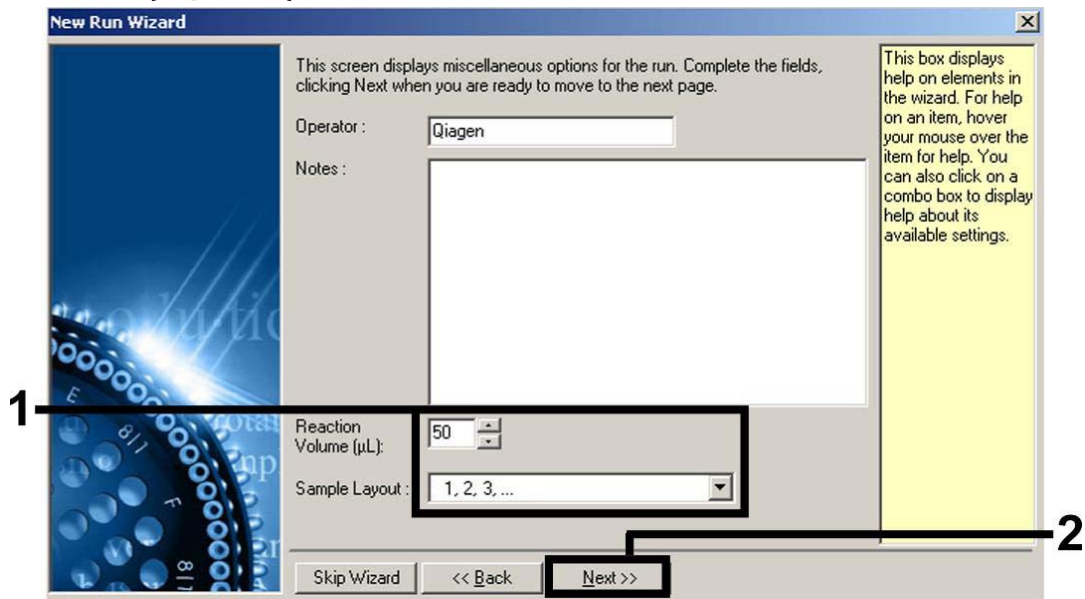 New Run Wizard
This screen displays miscellaneous options for the run. Complete the fields,
clicking Next when you are ready to move to the next page.
This box displays
help on elements in
the wizard. For help
on an item, hover
your mouse over the
item for help. You
can also click on a
combo box to display
help about its
available settings.
Operator :
Qiagen
Notes :
1
Reaction
Volume (µL):
50
Sample Layout :
1, 2, 3, ...
2
Skip Wizard
<< Back
Next >>
E
8/1
F
8/1